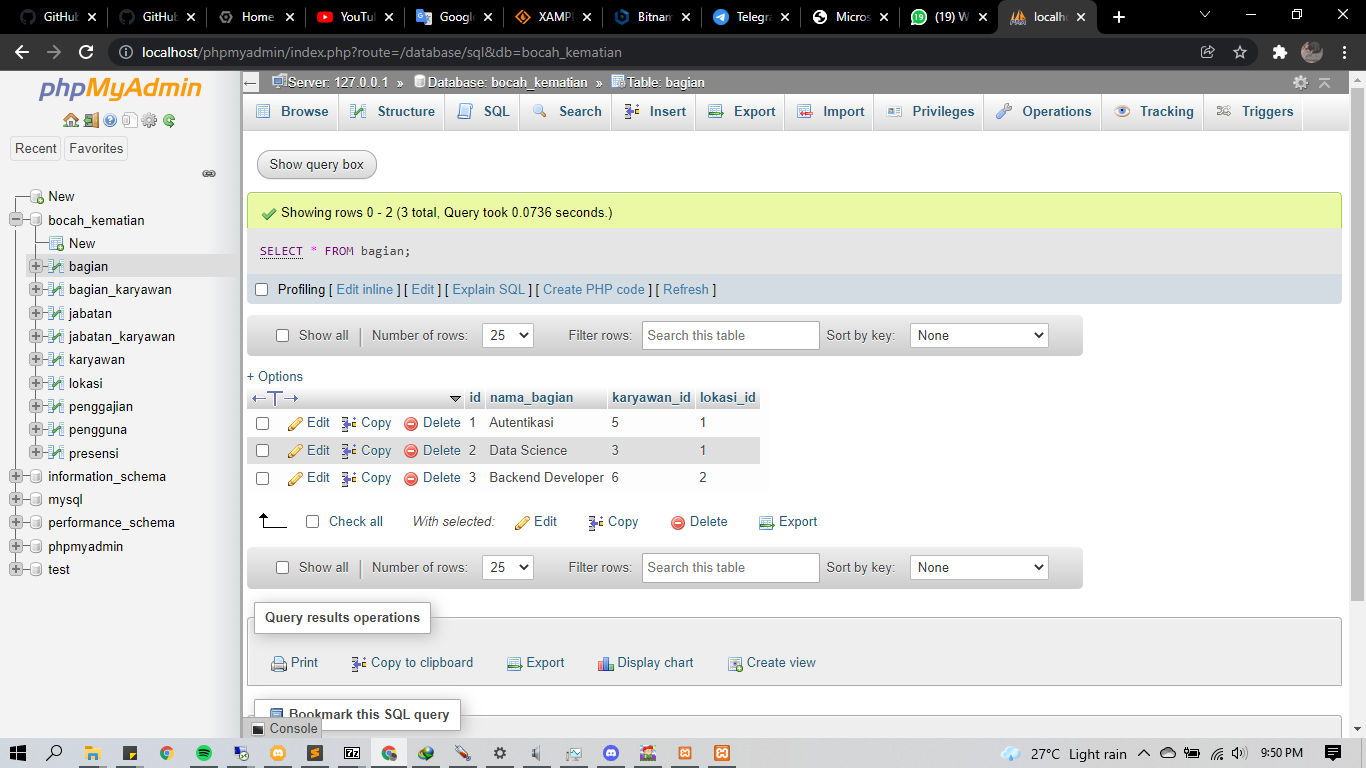 GitHub GitHub Home YouTu Google XAMPP Bitnam Telegra Micros (19) W localh
localhost/phpmyadmin/index.php?route=/database/sql&db=bocah_kematian
phpMyAdmin
Recent Favorites
New
bocah_kematian
New
bagian
bagian_karyawan
jabatan
jabatan_karyawan
karyawan
lokasi
penggajian
pengguna
presensi
information_schema
mysql
performance_schema
phpmyadmin
test
Server: 127.0.0.1 » Database: bocah_kematian » Table: bagian
Browse Structure SQL Search Insert Export Import Privileges Operations Tracking Triggers
Show query box
Showing rows 0 - 2 (3 total, Query took 0.0736 seconds.)
SELECT * FROM bagian;
Profiling [ Edit inline ] [ Edit ] [ Explain SQL ] [ Create PHP code ] [ Refresh ]
Show all | Number of rows: 25 Filter rows: Search this table Sort by key: None
+ Options
id nama_bagian karyawan_id lokasi_id
Edit Copy Delete 1 Autentikasi 5 1
Edit Copy Delete 2 Data Science 3 1
Edit Copy Delete 3 Backend Developer 6 2
Check all With selected: Edit Copy Delete Export
Show all | Number of rows: 25 Filter rows: Search this table Sort by key: None
Query results operations
Print Copy to clipboard Export Display chart Create view
Bookmark this SQL query
Console
27°C Light rain 9:50 PM